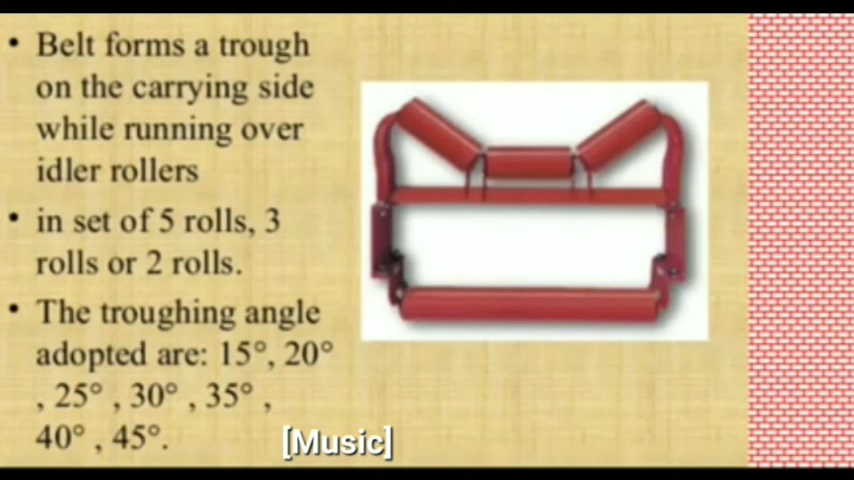 • Belt forms a trough
on the carrying side
while running over
idler rollers
• in set of 5 rolls, 3
rolls or 2 rolls.
• The troughing angle
adopted are: 15°, 20°
, 25° , 30° , 35° ,
40° , 45°.
[Music]